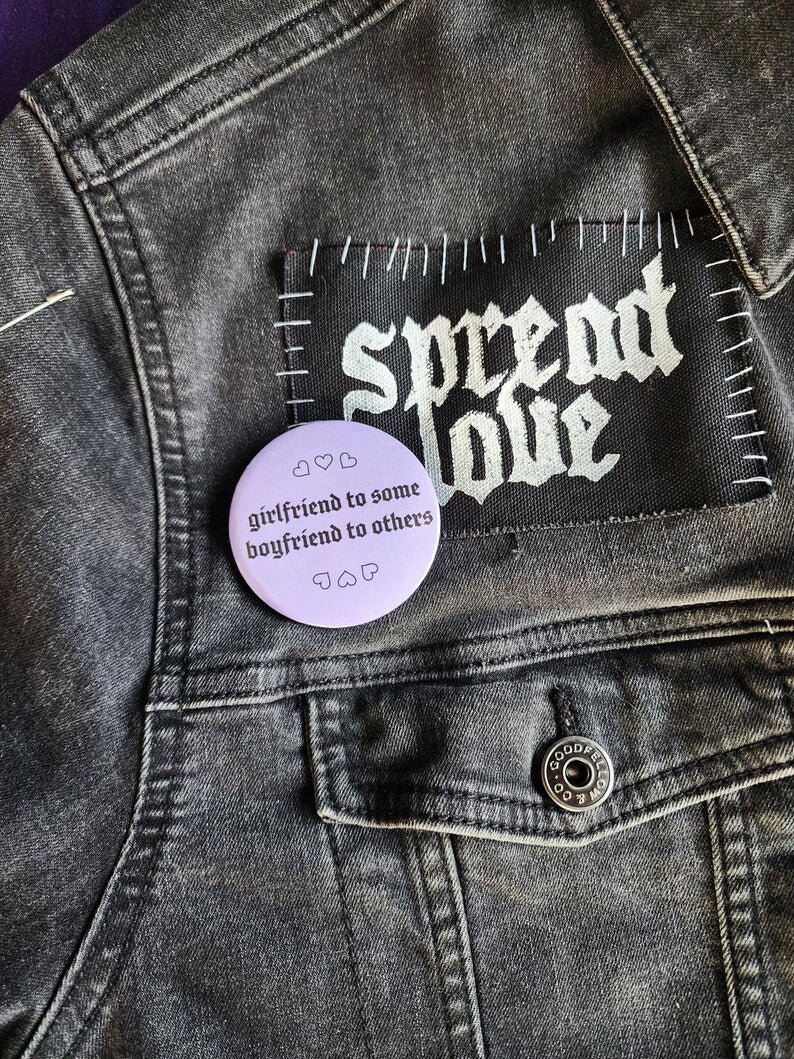 spread
love
girlfriend to some
boyfriend to others
GOODFELLOW & CO